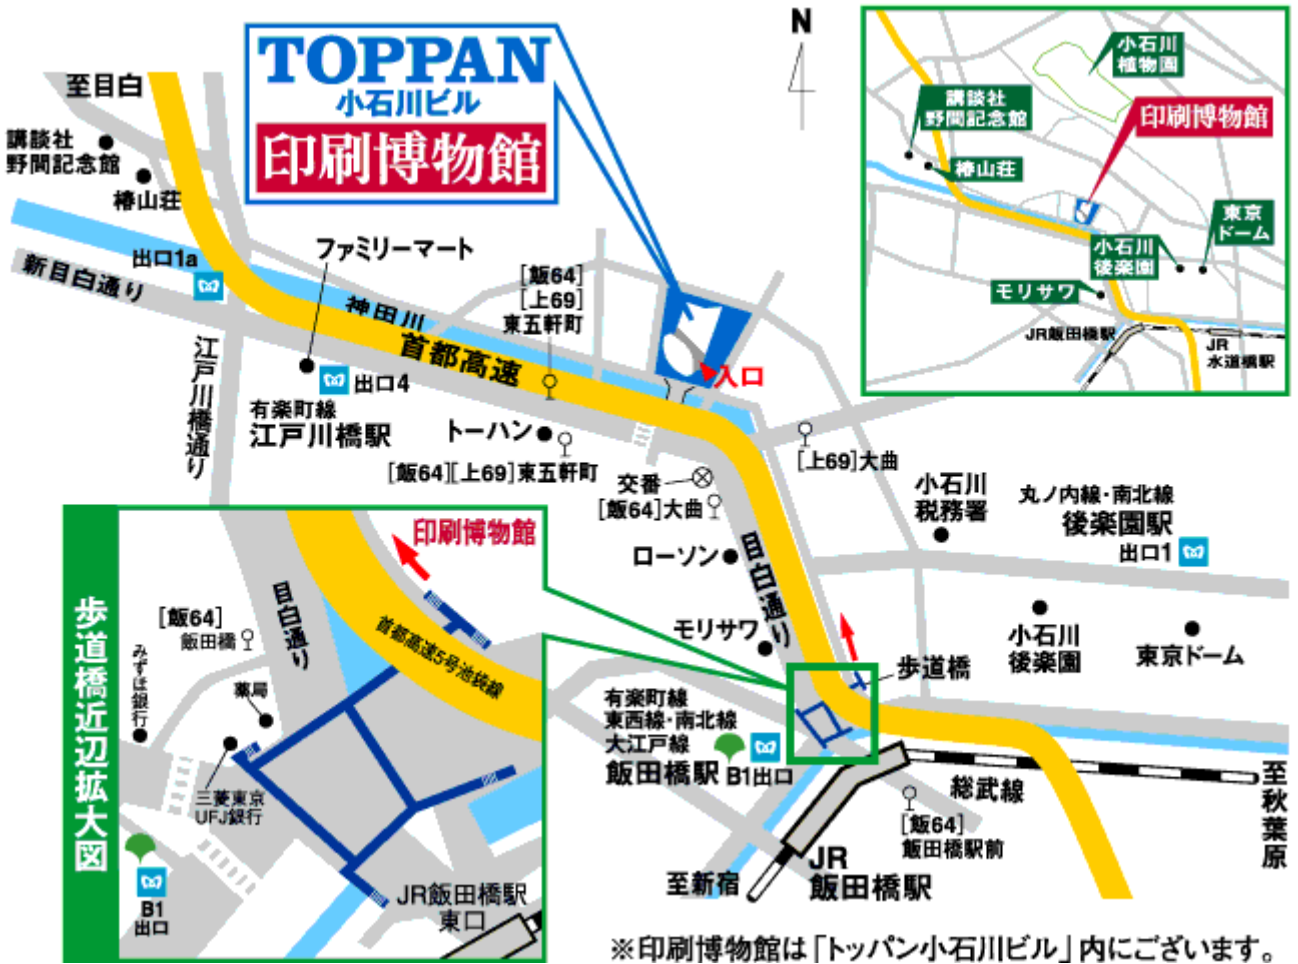 TOPPAN
小石川ビル
印刷博物館
N
小石川
植物園
講談社
野間記念館
印刷博物館
椿山荘
東京
ドーム
小石川
後楽園
モリサワ
JR飯田橋駅
JR
水道橋駅
至目白
講談社
野間記念館
椿山荘
出口1a
新目白通り
ファミリーマート
神田川
首都高速
[飯64]
[上69]
東五軒町
入口
江戸川橋通り
出口4
有楽町線
江戸川橋駅
トーハン
[飯64][上69]東五軒町
交番
[飯64]大曲
[上69]大曲
小石川
税務署
丸ノ内線・南北線
後楽園駅
出口1
ローソン
目白通り
モリサワ
小石川
後楽園
東京ドーム
歩道橋
有楽町線
東西線・南北線
大江戸線
飯田橋駅 B1出口
総武線
至秋葉原
[飯64]
飯田橋駅前
JR
飯田橋駅
至新宿
歩道橋近辺拡大図
印刷博物館
目白通り
[飯64]
飯田橋
首都高速5号池袋線
みずほ銀行
薬局
三菱東京
UFJ銀行
B1
出口
JR飯田橋駅
東口
※印刷博物館は「トッパン小石川ビル」内にございます。